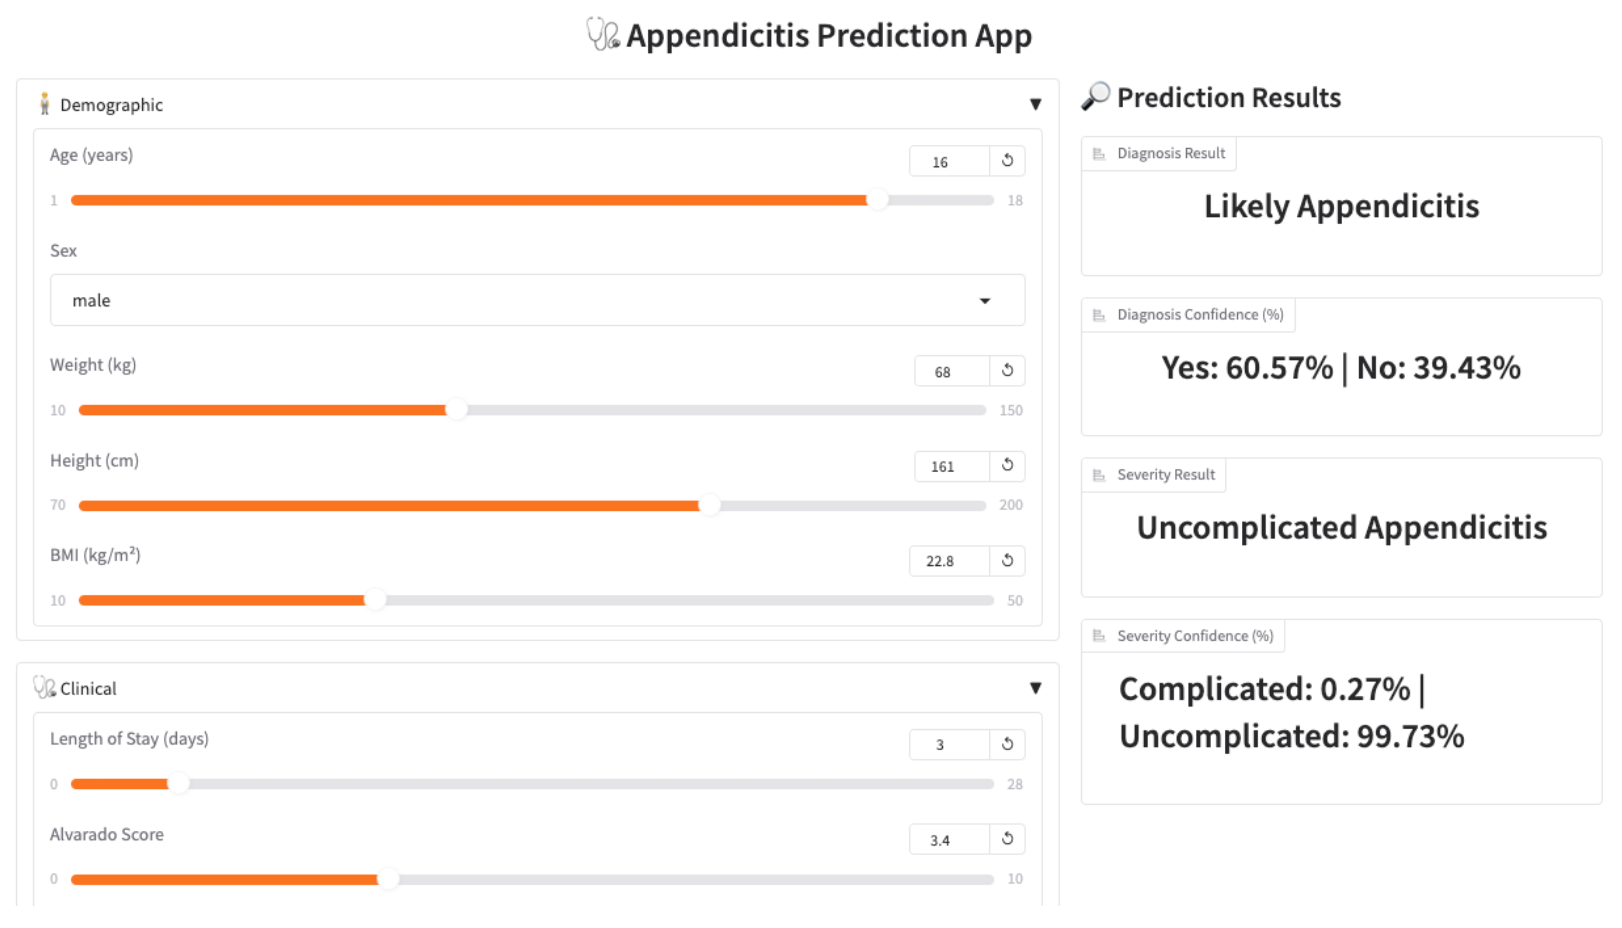 Appendicitis Prediction App
Demographic
Age (years)
16
1
18
Sex
male
Weight (kg)
68
10
150
Height (cm)
161
70
200
BMI (kg/m²)
22.8
10
50
Clinical
Length of Stay (days)
3
0
28
Alvarado Score
3.4
0
10
Prediction Results
Diagnosis Result
Likely Appendicitis
Diagnosis Confidence (%)
Yes: 60.57% | No: 39.43%
Severity Result
Uncomplicated Appendicitis
Severity Confidence (%)
Complicated: 0.27% |
Uncomplicated: 99.73%